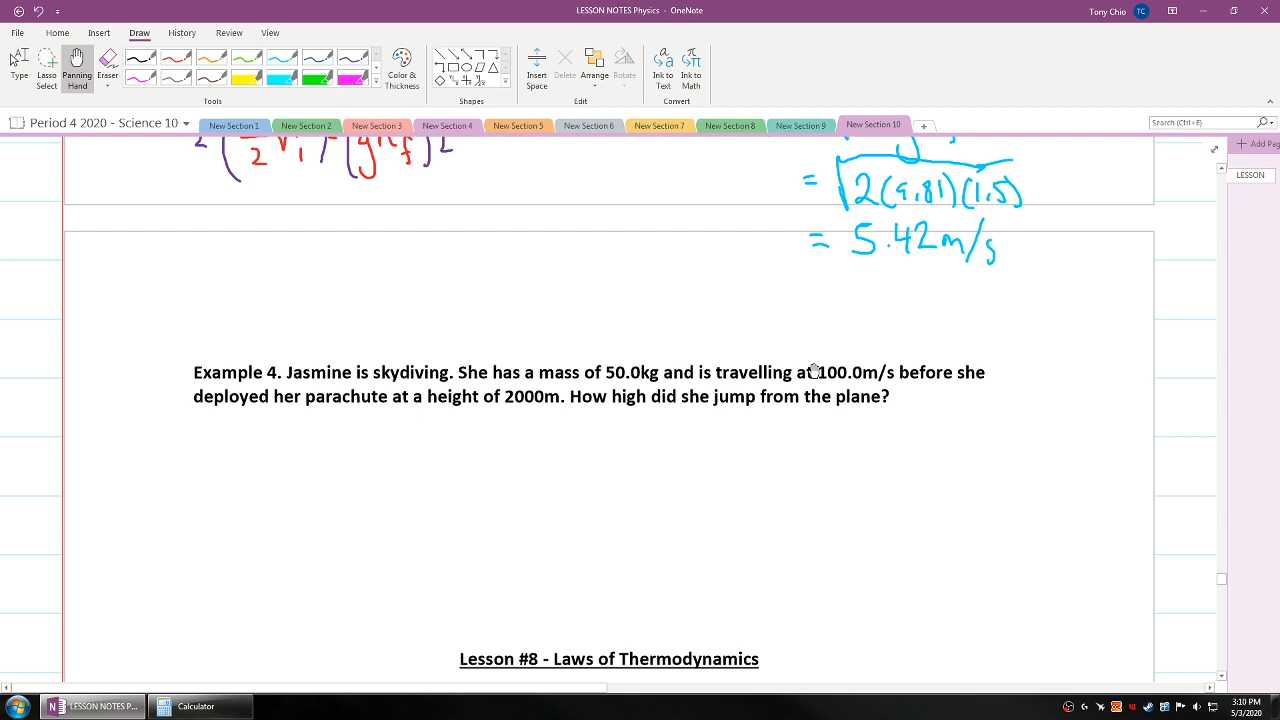 LESSON NOTES Physics - OneNote
Tony Chio TC
File Home Insert Draw History Review View
Type Lasso Select Panning Hand Eraser Color & Thickness Insert Space Delete Arrange Rotate Ink to Text Ink to Math
Tools Shapes Edit Convert
Period 4 2020 - Science 10 New Section 1 New Section 2 New Section 3 New Section 4 New Section 5 New Section 6 New Section 7 New Section 8 New Section 9 New Section 10 Search (Ctrl+E)
Add Pag
LESSON
= √2(9.81)(1.5)
= 5.42 m/s
Example 4. Jasmine is skydiving. She has a mass of 50.0kg and is travelling at 100.0m/s before she
deployed her parachute at a height of 2000m. How high did she jump from the plane?
Lesson #8 - Laws of Thermodynamics
LESSON NOTES P... Calculator
3:10 PM
5/3/2020